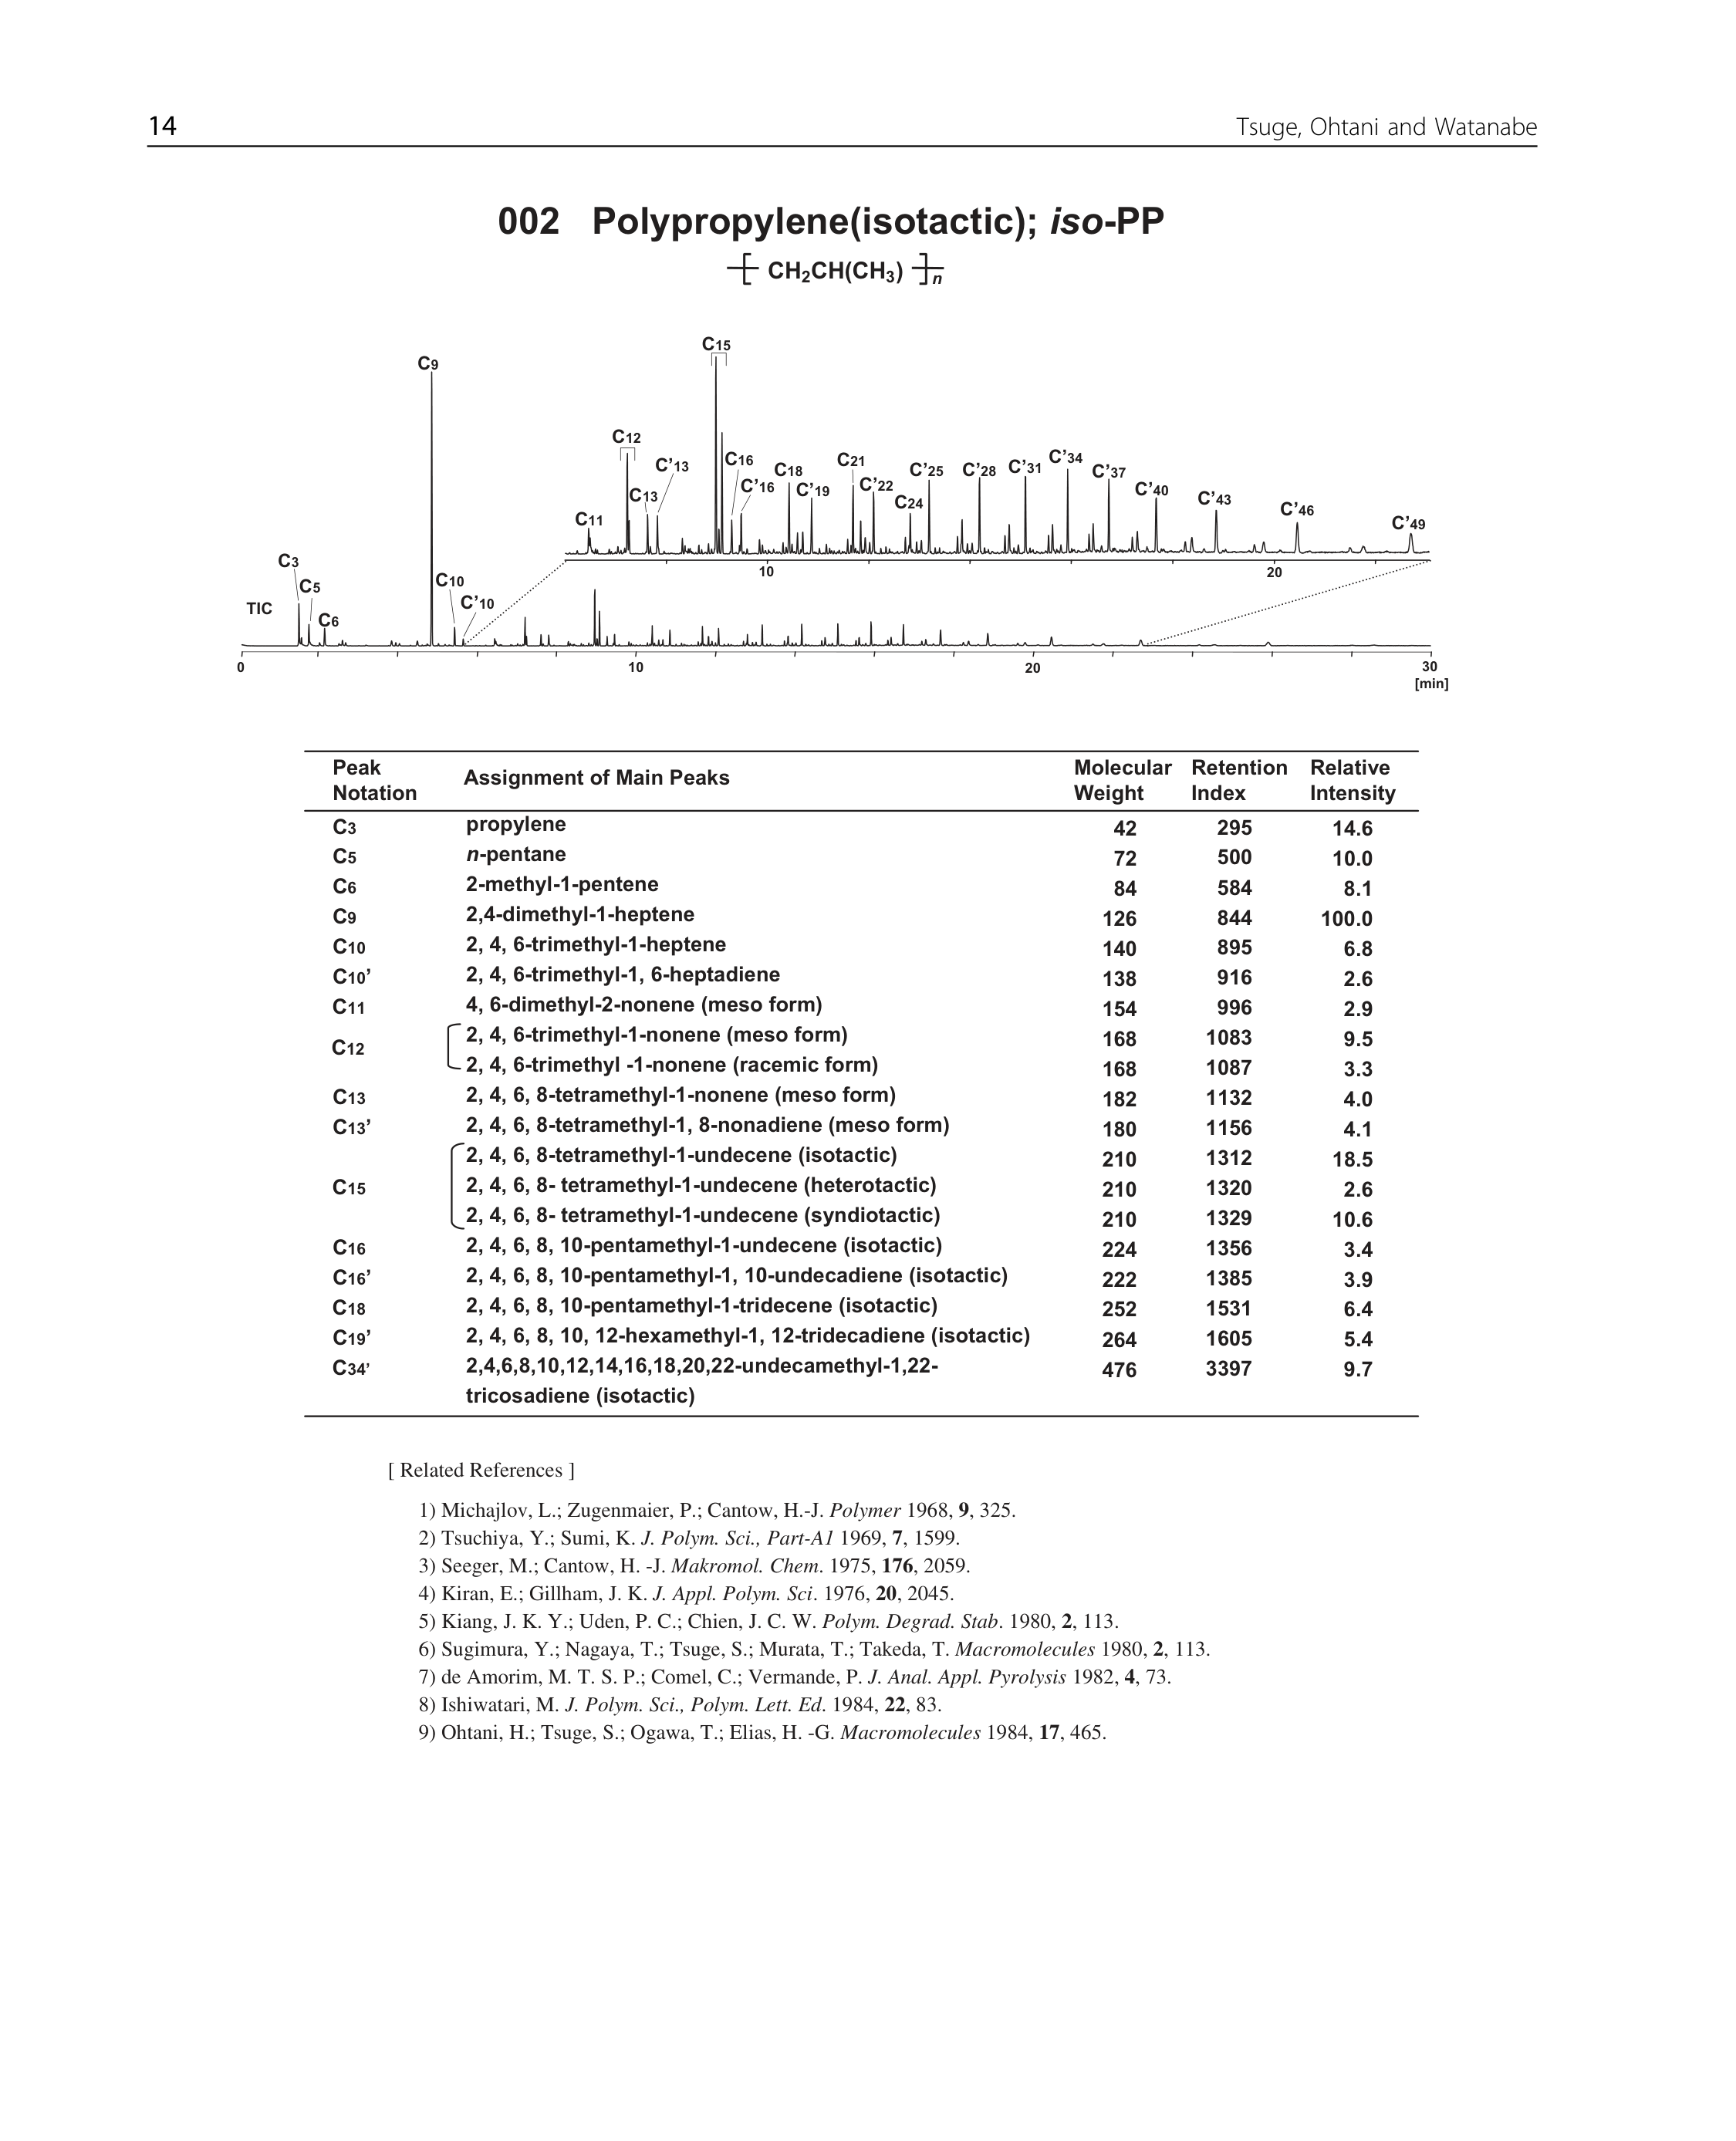 14
Tsuge, Ohtani and Watanabe
002 Polypropylene(isotactic); iso-PP
[ CH2CH(CH3) ]n
C15
C9
C12
C'13
C16
C'16
C13
C11
C18
C'19
C21
C'22
C24
C'25
C'28
C'31
C'34
C'37
C'40
C'43
C'46
C'49
10
20
C3
C5
C6
TIC
C10
C'10
0
10
20
30
[min]
Peak Notation Assignment of Main Peaks Molecular Weight Retention Index Relative Intensity
C3 propylene 42 295 14.6
C5 n-pentane 72 500 10.0
C6 2-methyl-1-pentene 84 584 8.1
C9 2,4-dimethyl-1-heptene 126 844 100.0
C10 2, 4, 6-trimethyl-1-heptene 140 895 6.8
C10’ 2, 4, 6-trimethyl-1, 6-heptadiene 138 916 2.6
C11 4, 6-dimethyl-2-nonene (meso form) 154 996 2.9
C12 2, 4, 6-trimethyl-1-nonene (meso form) 168 1083 9.5
2, 4, 6-trimethyl -1-nonene (racemic form) 168 1087 3.3
C13 2, 4, 6, 8-tetramethyl-1-nonene (meso form) 182 1132 4.0
C13’ 2, 4, 6, 8-tetramethyl-1, 8-nonadiene (meso form) 180 1156 4.1
2, 4, 6, 8-tetramethyl-1-undecene (isotactic) 210 1312 18.5
C15 2, 4, 6, 8- tetramethyl-1-undecene (heterotactic) 210 1320 2.6
2, 4, 6, 8- tetramethyl-1-undecene (syndiotactic) 210 1329 10.6
C16 2, 4, 6, 8, 10-pentamethyl-1-undecene (isotactic) 224 1356 3.4
C16’ 2, 4, 6, 8, 10-pentamethyl-1, 10-undecadiene (isotactic) 222 1385 3.9
C18 2, 4, 6, 8, 10-pentamethyl-1-tridecene (isotactic) 252 1531 6.4
C19’ 2, 4, 6, 8, 10, 12-hexamethyl-1, 12-tridecadiene (isotactic) 264 1605 5.4
C34’ 2,4,6,8,10,12,14,16,18,20,22-undecamethyl-1,22- 476 3397 9.7
tricosadiene (isotactic)
[ Related References ]
1) Michajlov, L.; Zugenmaier, P.; Cantow, H.-J. Polymer 1968, 9, 325.
2) Tsuchiya, Y.; Sumi, K. J. Polym. Sci., Part-A1 1969, 7, 1599.
3) Seeger, M.; Cantow, H. -J. Makromol. Chem. 1975, 176, 2059.
4) Kiran, E.; Gillham, J. K. J. Appl. Polym. Sci. 1976, 20, 2045.
5) Kiang, J. K. Y.; Uden, P. C.; Chien, J. C. W. Polym. Degrad. Stab. 1980, 2, 113.
6) Sugimura, Y.; Nagaya, T.; Tsuge, S.; Murata, T.; Takeda, T. Macromolecules 1980, 2, 113.
7) de Amorim, M. T. S. P.; Comel, C.; Vermande, P. J. Anal. Appl. Pyrolysis 1982, 4, 73.
8) Ishiwatari, M. J. Polym. Sci., Polym. Lett. Ed. 1984, 22, 83.
9) Ohtani, H.; Tsuge, S.; Ogawa, T.; Elias, H. -G. Macromolecules 1984, 17, 465.